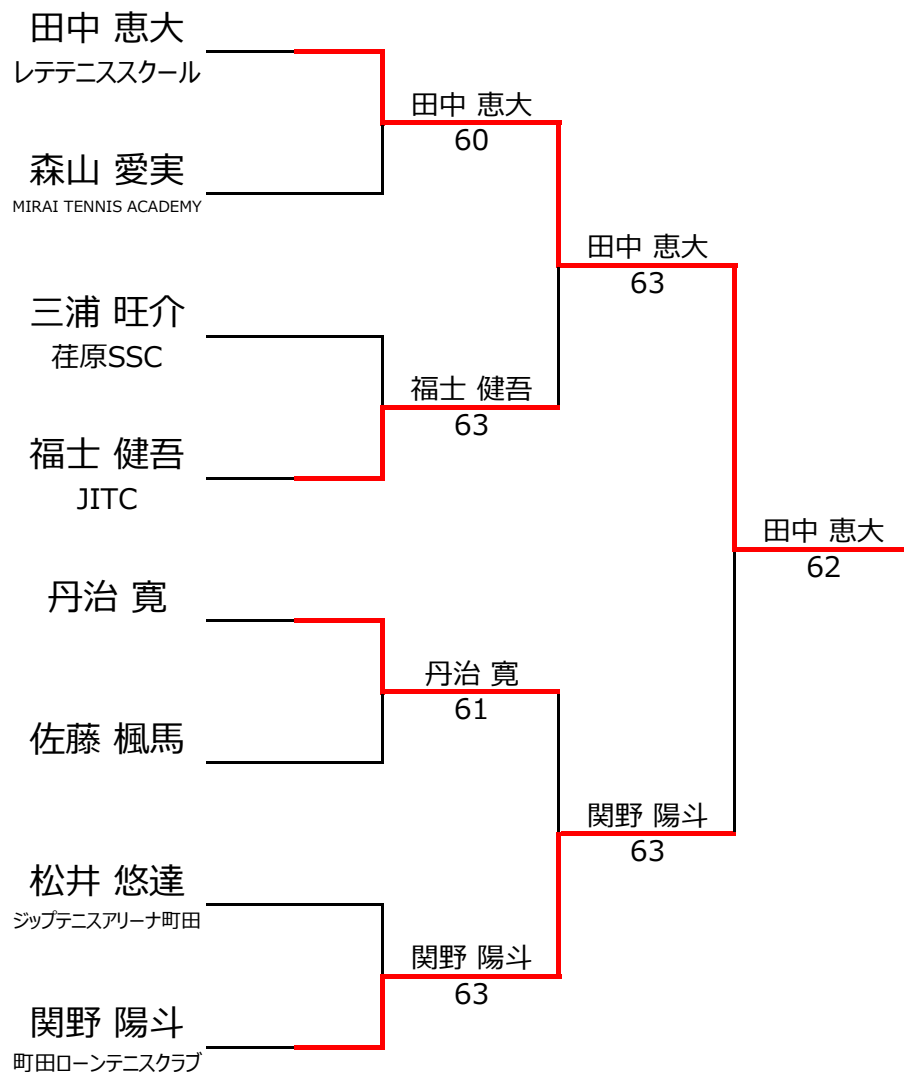 田中 恵大
レテテニススクール
森山 愛実
MIRAI TENNIS ACADEMY
三浦 旺介
荏原SSC
福士 健吾
JITC
丹治 寛
佐藤 楓馬
松井 悠達
ジップテニスアリーナ町田
関野 陽斗
町田ローンテニスクラブ
田中 恵大
60
福士 健吾
63
丹治 寛
61
関野 陽斗
63
田中 恵大
63
関野 陽斗
63
田中 恵大
62